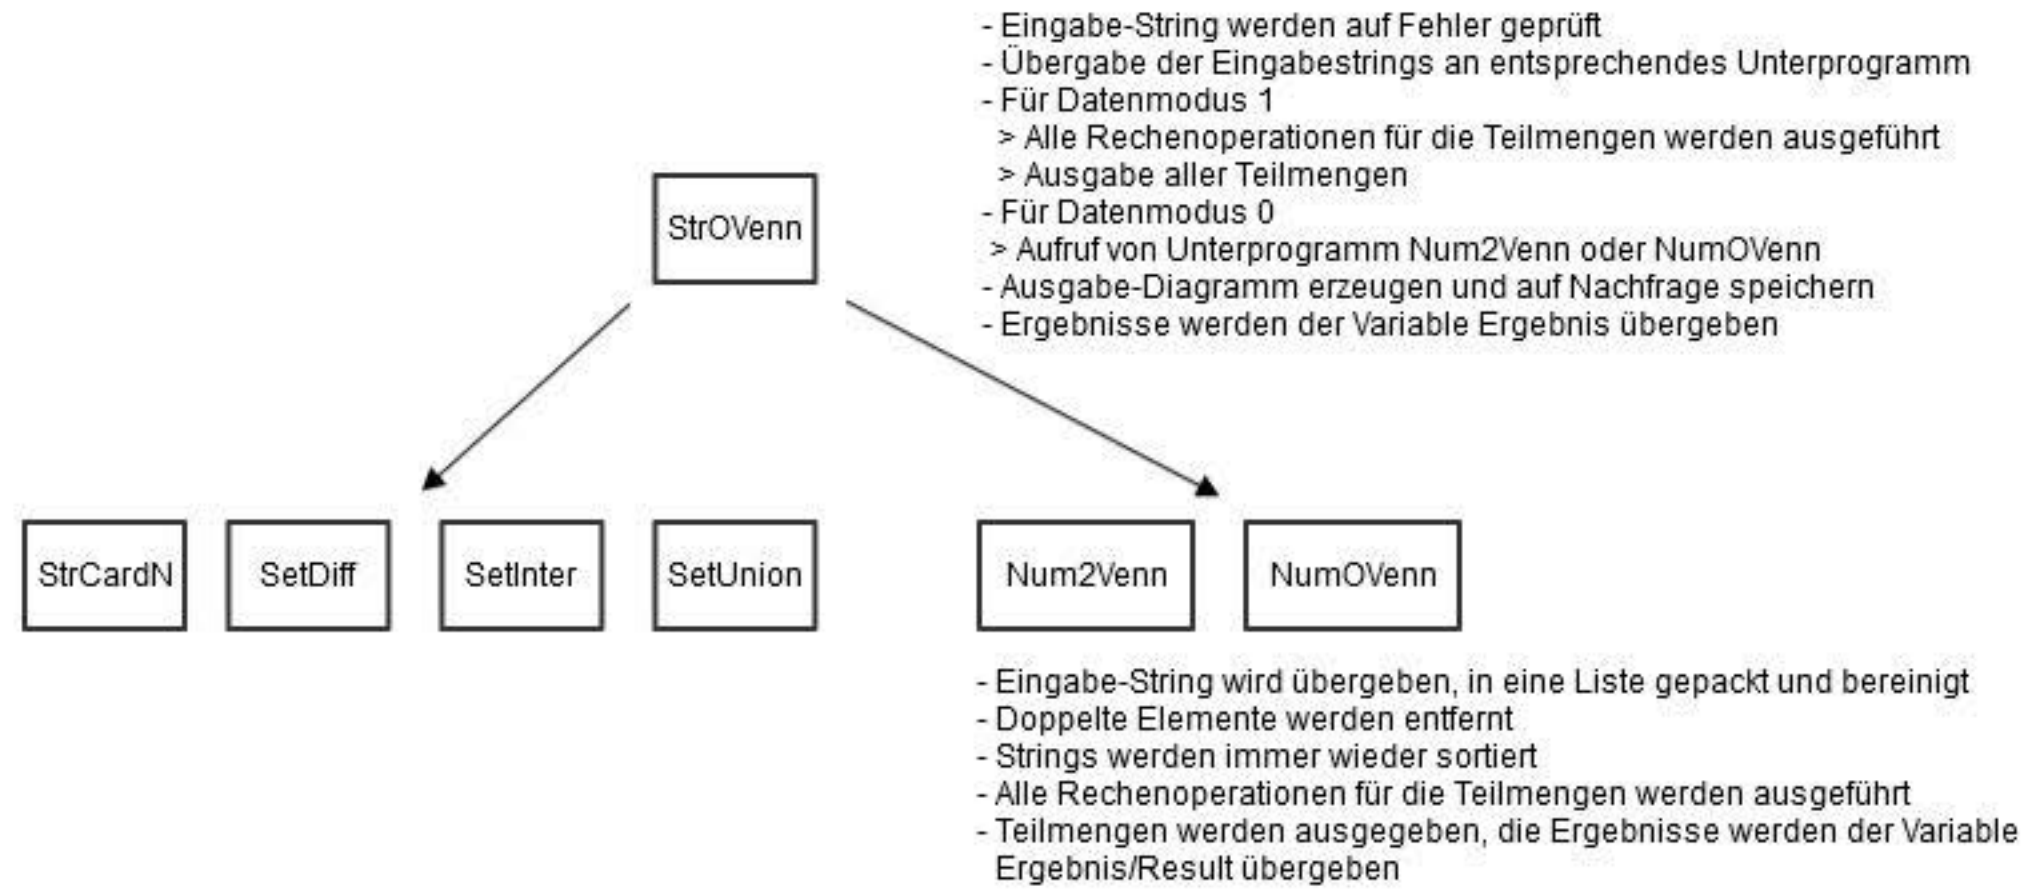 - Eingabe-String werden auf Fehler geprüft
- Übergabe der Eingabestrings an entsprechendes Unterprogramm
- Für Datenmodus 1
> Alle Rechenoperationen für die Teilmengen werden ausgeführt
> Ausgabe aller Teilmengen
- Für Datenmodus 0
> Aufruf von Unterprogramm Num2Venn oder NumOVenn
- Ausgabe-Diagramm erzeugen und auf Nachfrage speichern
- Ergebnisse werden der Variable Ergebnis übergeben
StrOVenn
StrCardN
SetDiff
SetInter
SetUnion
Num2Venn
NumOVenn
- Eingabe-String wird übergeben, in eine Liste gepackt und bereinigt
- Doppelte Elemente werden entfernt
- Strings werden immer wieder sortiert
- Alle Rechenoperationen für die Teilmengen werden ausgeführt
- Teilmengen werden ausgegeben, die Ergebnisse werden der Variable
Ergebnis/Result übergeben